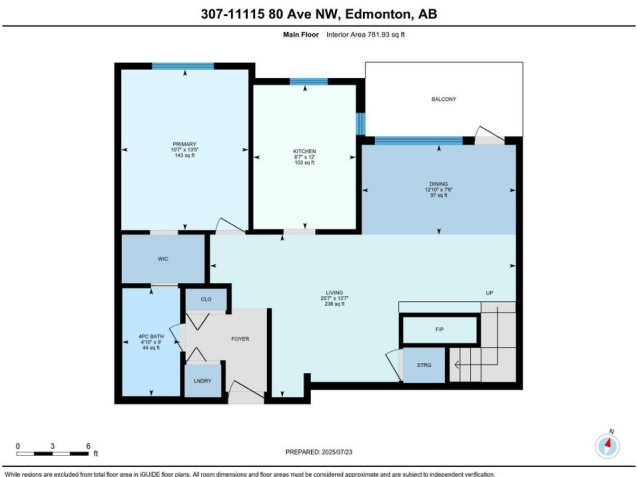 307-11115 80 Ave NW, Edmonton, AB
Main Floor Interior Area 781.93 sq ft
BALCONY
PRIMARY
10'7" x 13'5"
143 sq ft
KITCHEN
8'7" x 12'
103 sq ft
DINING
12'10" x 7'8"
97 sq ft
WIC
LIVING
25'7" x 13'7"
238 sq ft
UP
CLO
4PC BATH
4'10" x 9'
44 sq ft
FOYER
F/P
STRG
LNDRY
N
0 3 6
ft
PREPARED: 2025/07/23
White regions are excluded from total floor area in iGUIDE floor plans. All room dimensions and floor areas must be considered approximate and are subject to independent verification.